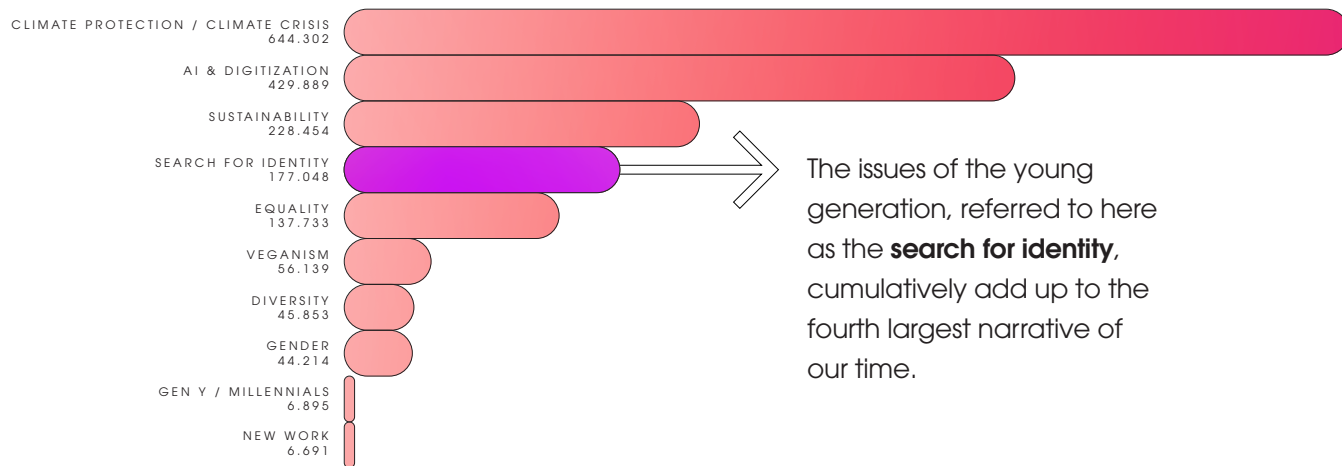 CLIMATE PROTECTION / CLIMATE CRISIS
644.302
AI & DIGITIZATION
429.889
SUSTAINABILITY
228.454
SEARCH FOR IDENTITY
177.048
EQUALITY
137.733
VEGANISM
56.139
DIVERSITY
45.853
GENDER
44.214
GEN Y / MILLENNIALS
6.895
NEW WORK
6.691
The issues of the young
generation, referred to here
as the search for identity,
cumulatively add up to the
fourth largest narrative of
our time.